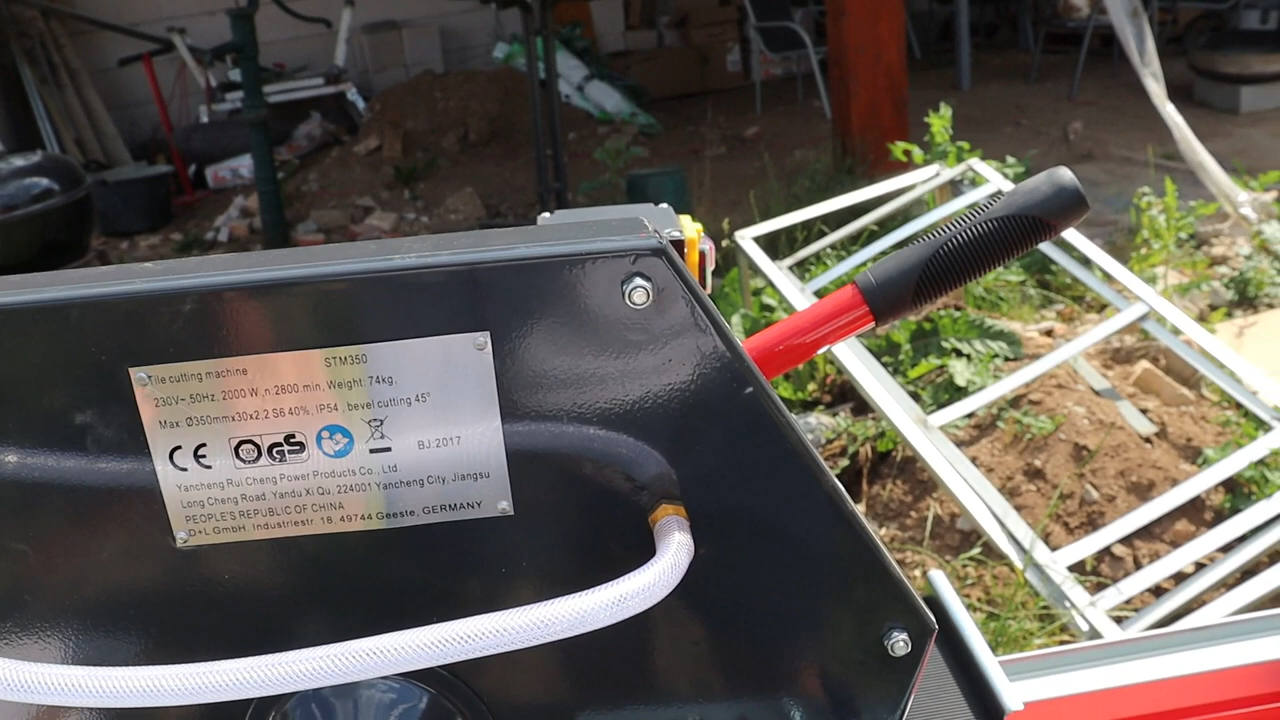 Tile cutting machine STM350
230V~,50Hz, 2000 W ,n:2800 min, Weight: 74kg,
Max: Ø350mmx30x2,2 S6 40%, IP54 , bevel cutting 45°
CE TÜV GS BJ:2017
Yancheng Rui Cheng Power Products Co., Ltd.
Long Cheng Road, Yandu Xi Qu, 224001 Yancheng City, Jiangsu
PEOPLE'S REPUBLIC OF CHINA
D+L GmbH. Industriestr. 18, 49744 Geeste, GERMANY